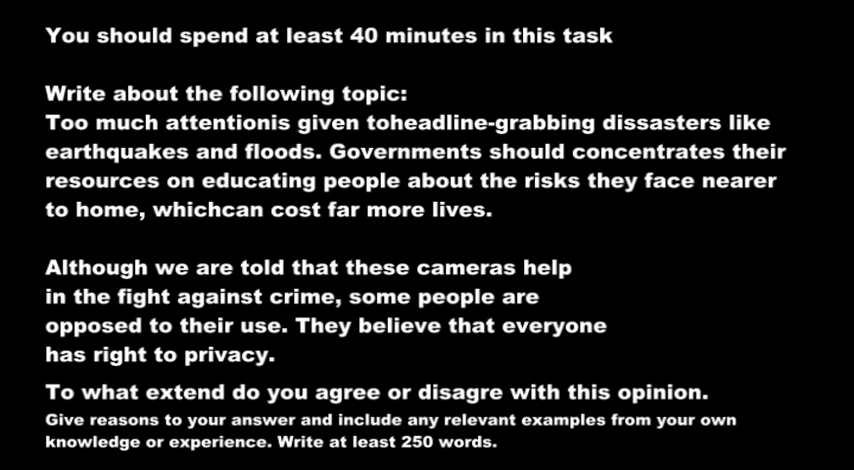 You should spend at least 40 minutes in this task
Write about the following topic:
Too much attentionis given toheadline-grabbing dissasters like
earthquakes and floods. Governments should concentrates their
resources on educating people about the risks they face nearer
to home, whichcan cost far more lives.
Although we are told that these cameras help
in the fight against crime, some people are
opposed to their use. They believe that everyone
has right to privacy.
To what extend do you agree or disagre with this opinion.
Give reasons to your answer and include any relevant examples from your own
knowledge or experience. Write at least 250 words.